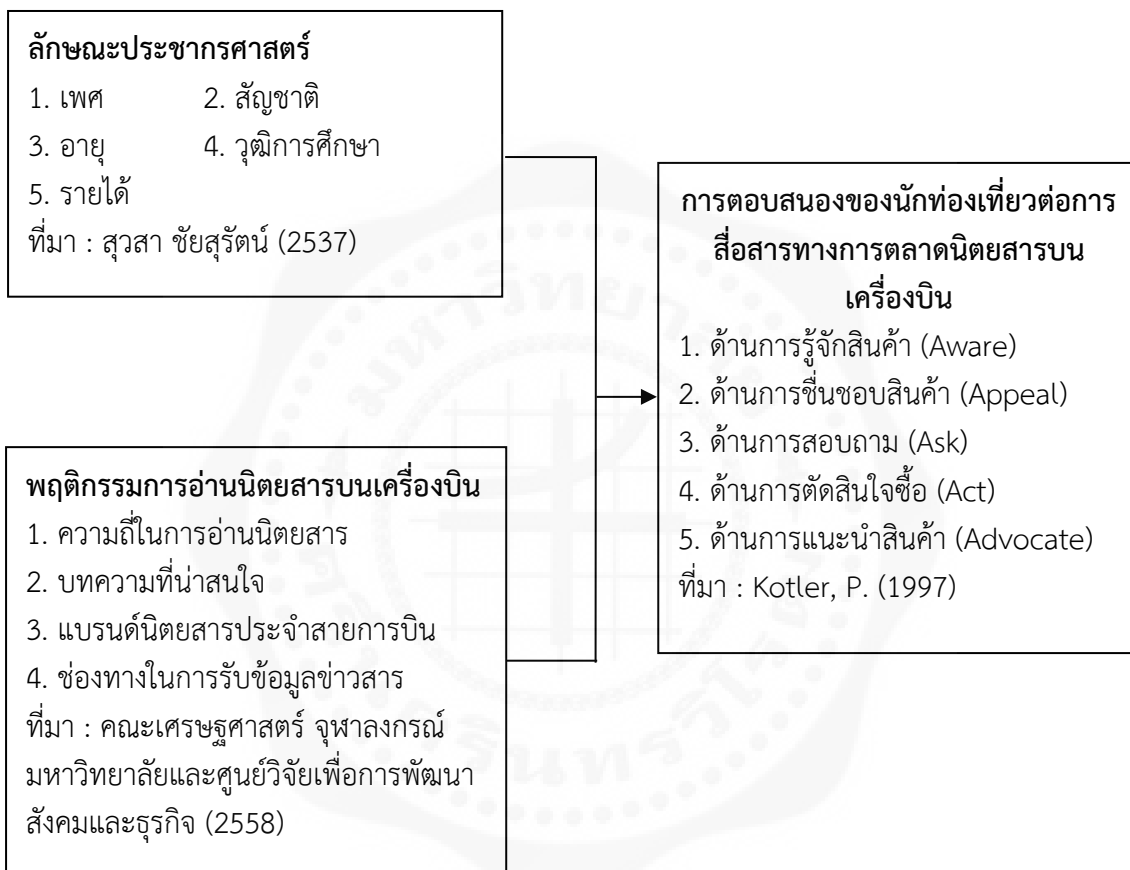 ลักษณะประชากรศาสตร์
1. เพศ 2. สัญชาติ
3. อายุ 4. วุฒิการศึกษา
5. รายได้
ที่มา : สุวสา ชัยสุรัตน์ (2537)
พฤติกรรมการอ่านนิตยสารบนเครื่องบิน
1. ความถี่ในการอ่านนิตยสาร
2. บทความที่น่าสนใจ
3. แบรนด์นิตยสารประจำสายการบิน
4. ช่องทางในการรับข้อมูลข่าวสาร
ที่มา : คณะเศรษฐศาสตร์ จุฬาลงกรณ์
มหาวิทยาลัยและศูนย์วิจัยเพื่อการพัฒนา
สังคมและธุรกิจ (2558)
การตอบสนองของนักท่องเที่ยวต่อการ
สื่อสารทางการตลาดนิตยสารบน
เครื่องบิน
1. ด้านการรู้จักสินค้า (Aware)
2. ด้านการชื่นชอบสินค้า (Appeal)
3. ด้านการสอบถาม (Ask)
4. ด้านการตัดสินใจซื้อ (Act)
5. ด้านการแนะนำสินค้า (Advocate)
ที่มา : Kotler, P. (1997)